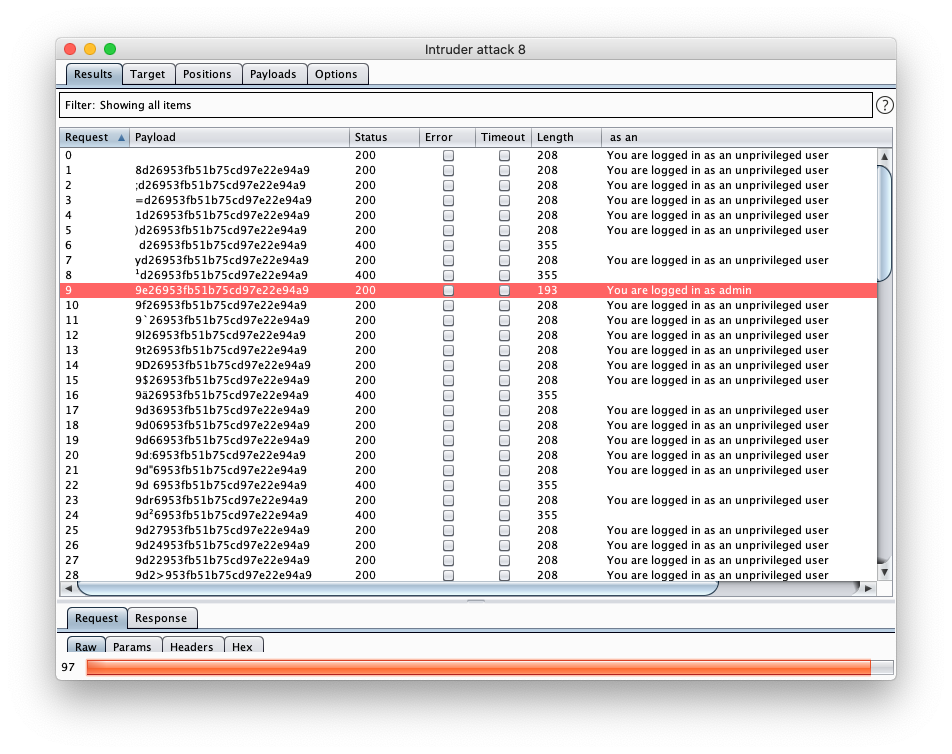 Intruder attack 8
Results Target Positions Payloads Options
Filter: Showing all items ?
Request ▲ Payload Status Error Timeout Length as an
0 200 208 You are logged in as an unprivileged user
1 8d26953fb51b75cd97e22e94a9 200 208 You are logged in as an unprivileged user
2 ;d26953fb51b75cd97e22e94a9 200 208 You are logged in as an unprivileged user
3 =d26953fb51b75cd97e22e94a9 200 208 You are logged in as an unprivileged user
4 1d26953fb51b75cd97e22e94a9 200 208 You are logged in as an unprivileged user
5 )d26953fb51b75cd97e22e94a9 200 208 You are logged in as an unprivileged user
6 d26953fb51b75cd97e22e94a9 400 355
7 yd26953fb51b75cd97e22e94a9 200 208 You are logged in as an unprivileged user
8 ¹d26953fb51b75cd97e22e94a9 400 355
9 9e26953fb51b75cd97e22e94a9 200 193 You are logged in as admin
10 9f26953fb51b75cd97e22e94a9 200 208 You are logged in as an unprivileged user
11 9`26953fb51b75cd97e22e94a9 200 208 You are logged in as an unprivileged user
12 9l26953fb51b75cd97e22e94a9 200 208 You are logged in as an unprivileged user
13 9t26953fb51b75cd97e22e94a9 200 208 You are logged in as an unprivileged user
14 9D26953fb51b75cd97e22e94a9 200 208 You are logged in as an unprivileged user
15 9$26953fb51b75cd97e22e94a9 200 208 You are logged in as an unprivileged user
16 9ä26953fb51b75cd97e22e94a9 400 355
17 9d36953fb51b75cd97e22e94a9 200 208 You are logged in as an unprivileged user
18 9d06953fb51b75cd97e22e94a9 200 208 You are logged in as an unprivileged user
19 9d66953fb51b75cd97e22e94a9 200 208 You are logged in as an unprivileged user
20 9d:6953fb51b75cd97e22e94a9 200 208 You are logged in as an unprivileged user
21 9d"6953fb51b75cd97e22e94a9 200 208 You are logged in as an unprivileged user
22 9d 6953fb51b75cd97e22e94a9 400 355
23 9dr6953fb51b75cd97e22e94a9 200 208 You are logged in as an unprivileged user
24 9d²6953fb51b75cd97e22e94a9 400 355
25 9d27953fb51b75cd97e22e94a9 200 208 You are logged in as an unprivileged user
26 9d24953fb51b75cd97e22e94a9 200 208 You are logged in as an unprivileged user
27 9d22953fb51b75cd97e22e94a9 200 208 You are logged in as an unprivileged user
28 9d2>953fb51b75cd97e22e94a9 200 208 You are logged in as an unprivileged user
Request Response
Raw Params Headers Hex
97